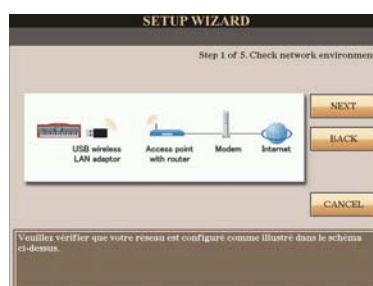 SETUP WIZARD
Step 1 of 5. Check network environmen
NEXT
BACK
USB wireless
LAN adaptor
Access point
with router
Modem
Internet
CANCEL
Veuillez vérifier que votre réseau est configuré comme illustré dans le schéma
ci-dessus.